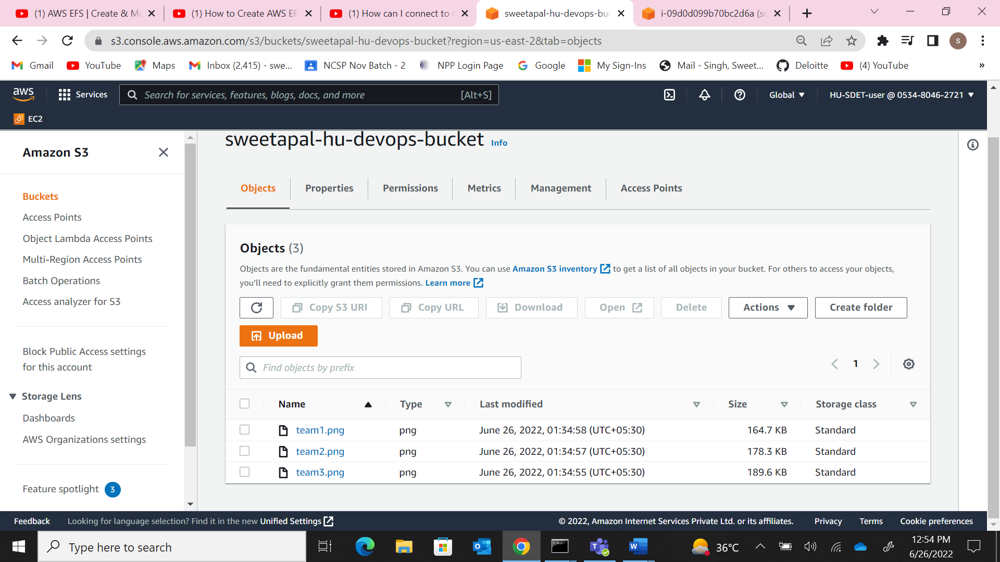 (1) AWS EFS | Create & Mo
(1) How to Create AWS EF
(1) How can I connect to
sweetapal-hu-devops-buc
i-09d0d099b70bc2d6a (sc
s3.console.aws.amazon.com/s3/buckets/sweetapal-hu-devops-bucket?region=us-east-2&tab=objects
S
Gmail
YouTube
Maps
Inbox (2,415) - swe...
NCSP Nov Batch - 2
NPP Login Page
Google
My Sign-Ins
Mail - Singh, Sweet...
Deloitte
(4) YouTube
»
aws
Services
Search for services, features, blogs, docs, and more [Alt+S]
Global
HU-SDET-user @ 0534-8046-2721
EC2
Amazon S3
Buckets
Access Points
Object Lambda Access Points
Multi-Region Access Points
Batch Operations
Access analyzer for S3
Block Public Access settings
for this account
Storage Lens
Dashboards
AWS Organizations settings
Feature spotlight 3
sweetapal-hu-devops-bucket Info
Objects Properties Permissions Metrics Management Access Points
Objects (3)
Objects are the fundamental entities stored in Amazon S3. You can use Amazon S3 inventory to get a list of all objects in your bucket. For others to access your objects,
you'll need to explicitly grant them permissions. Learn more
Copy S3 URI Copy URL Download Open Delete Actions Create folder
Upload
Find objects by prefix
1
Name Type Last modified Size Storage class
team1.png png June 26, 2022, 01:34:58 (UTC+05:30) 164.7 KB Standard
team2.png png June 26, 2022, 01:34:57 (UTC+05:30) 178.3 KB Standard
team3.png png June 26, 2022, 01:34:55 (UTC+05:30) 189.6 KB Standard
Feedback Looking for language selection? Find it in the new Unified Settings
© 2022, Amazon Internet Services Private Ltd. or its affiliates. Privacy Terms Cookie preferences
Type here to search
36°C
12:54 PM
6/26/2022